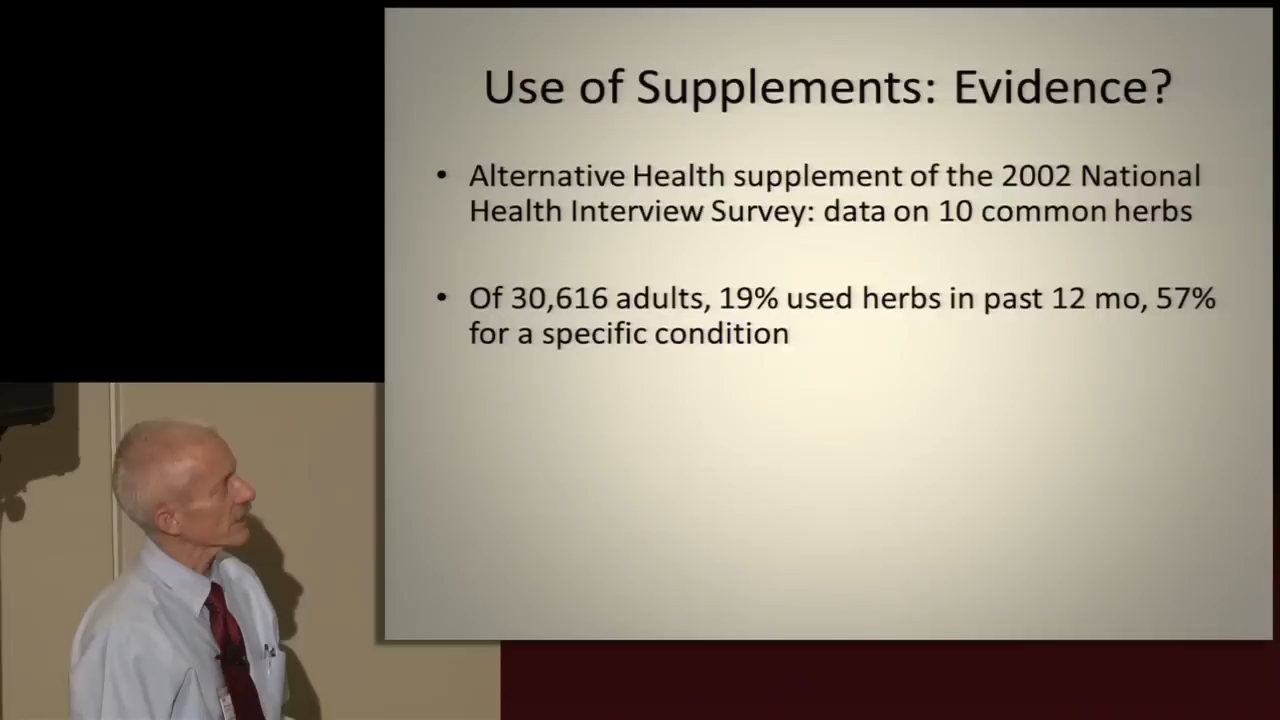 Use of Supplements: Evidence?
• Alternative Health supplement of the 2002 National
Health Interview Survey: data on 10 common herbs
• Of 30,616 adults, 19% used herbs in past 12 mo, 57%
for a specific condition